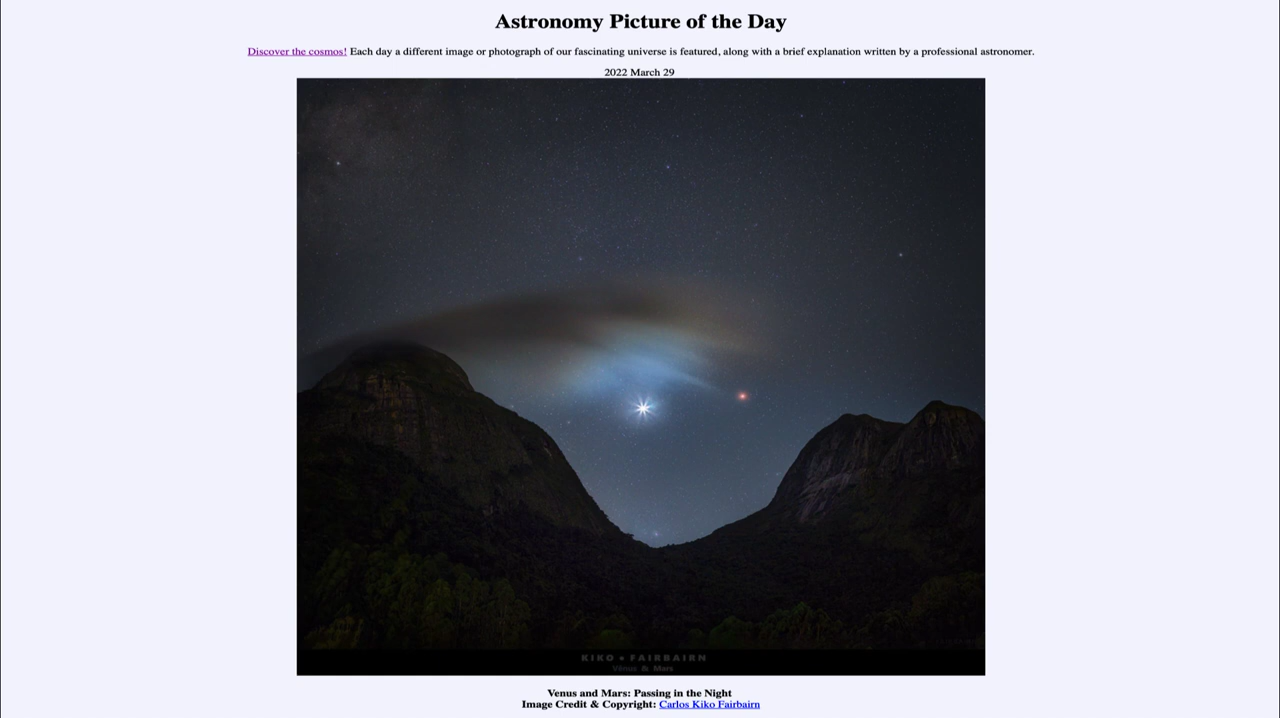 Astronomy Picture of the Day
Discover the cosmos! Each day a different image or photograph of our fascinating universe is featured, along with a brief explanation written by a professional astronomer.
2022 March 29
KIKO • FAIRBAIRN
Vênus & Mars
Venus and Mars: Passing in the Night
Image Credit & Copyright: Carlos Kiko Fairbairn